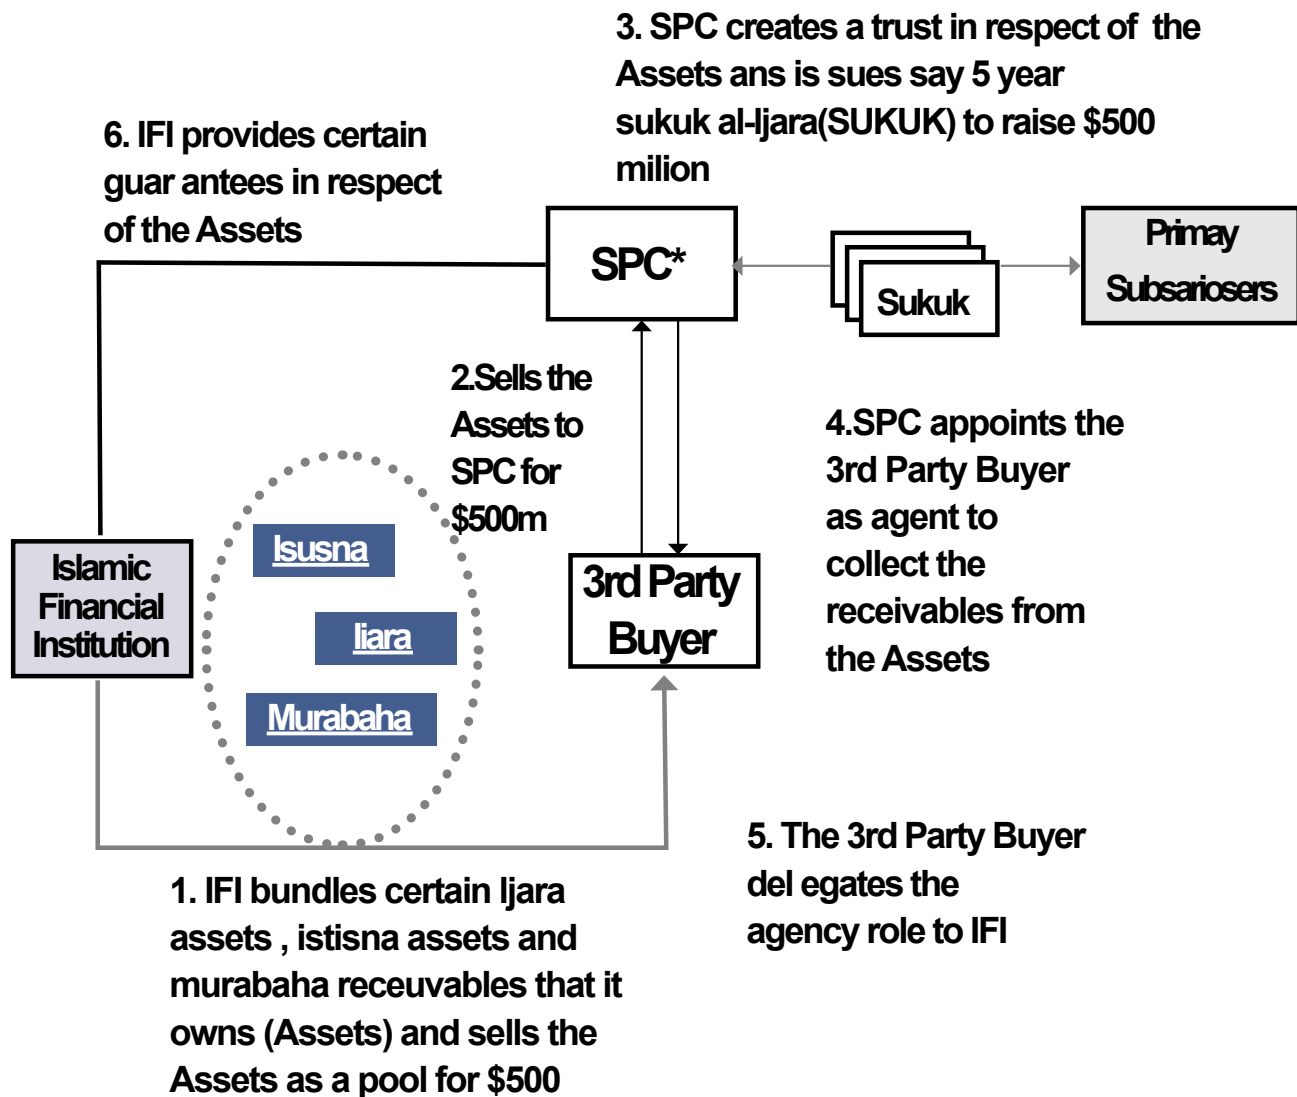 3. SPC creates a trust in respect of the
Assets ans is sues say 5 year
sukuk al-Ijara(SUKUK) to raise $500
milion
6. IFI provides certain
guar antees in respect
of the Assets
SPC*
Sukuk
Primay
Subsariosers
2.Sells the
Assets to
SPC for
$500m
4.SPC appoints the
3rd Party Buyer
as agent to
collect the
receivables from
the Assets
Islamic
Financial
Institution
Isusna
Iiara
Murabaha
3rd Party
Buyer
5. The 3rd Party Buyer
del egates the
agency role to IFI
1. IFI bundles certain Ijara
assets , istisna assets and
murabaha receuvables that it
owns (Assets) and sells the
Assets as a pool for $500